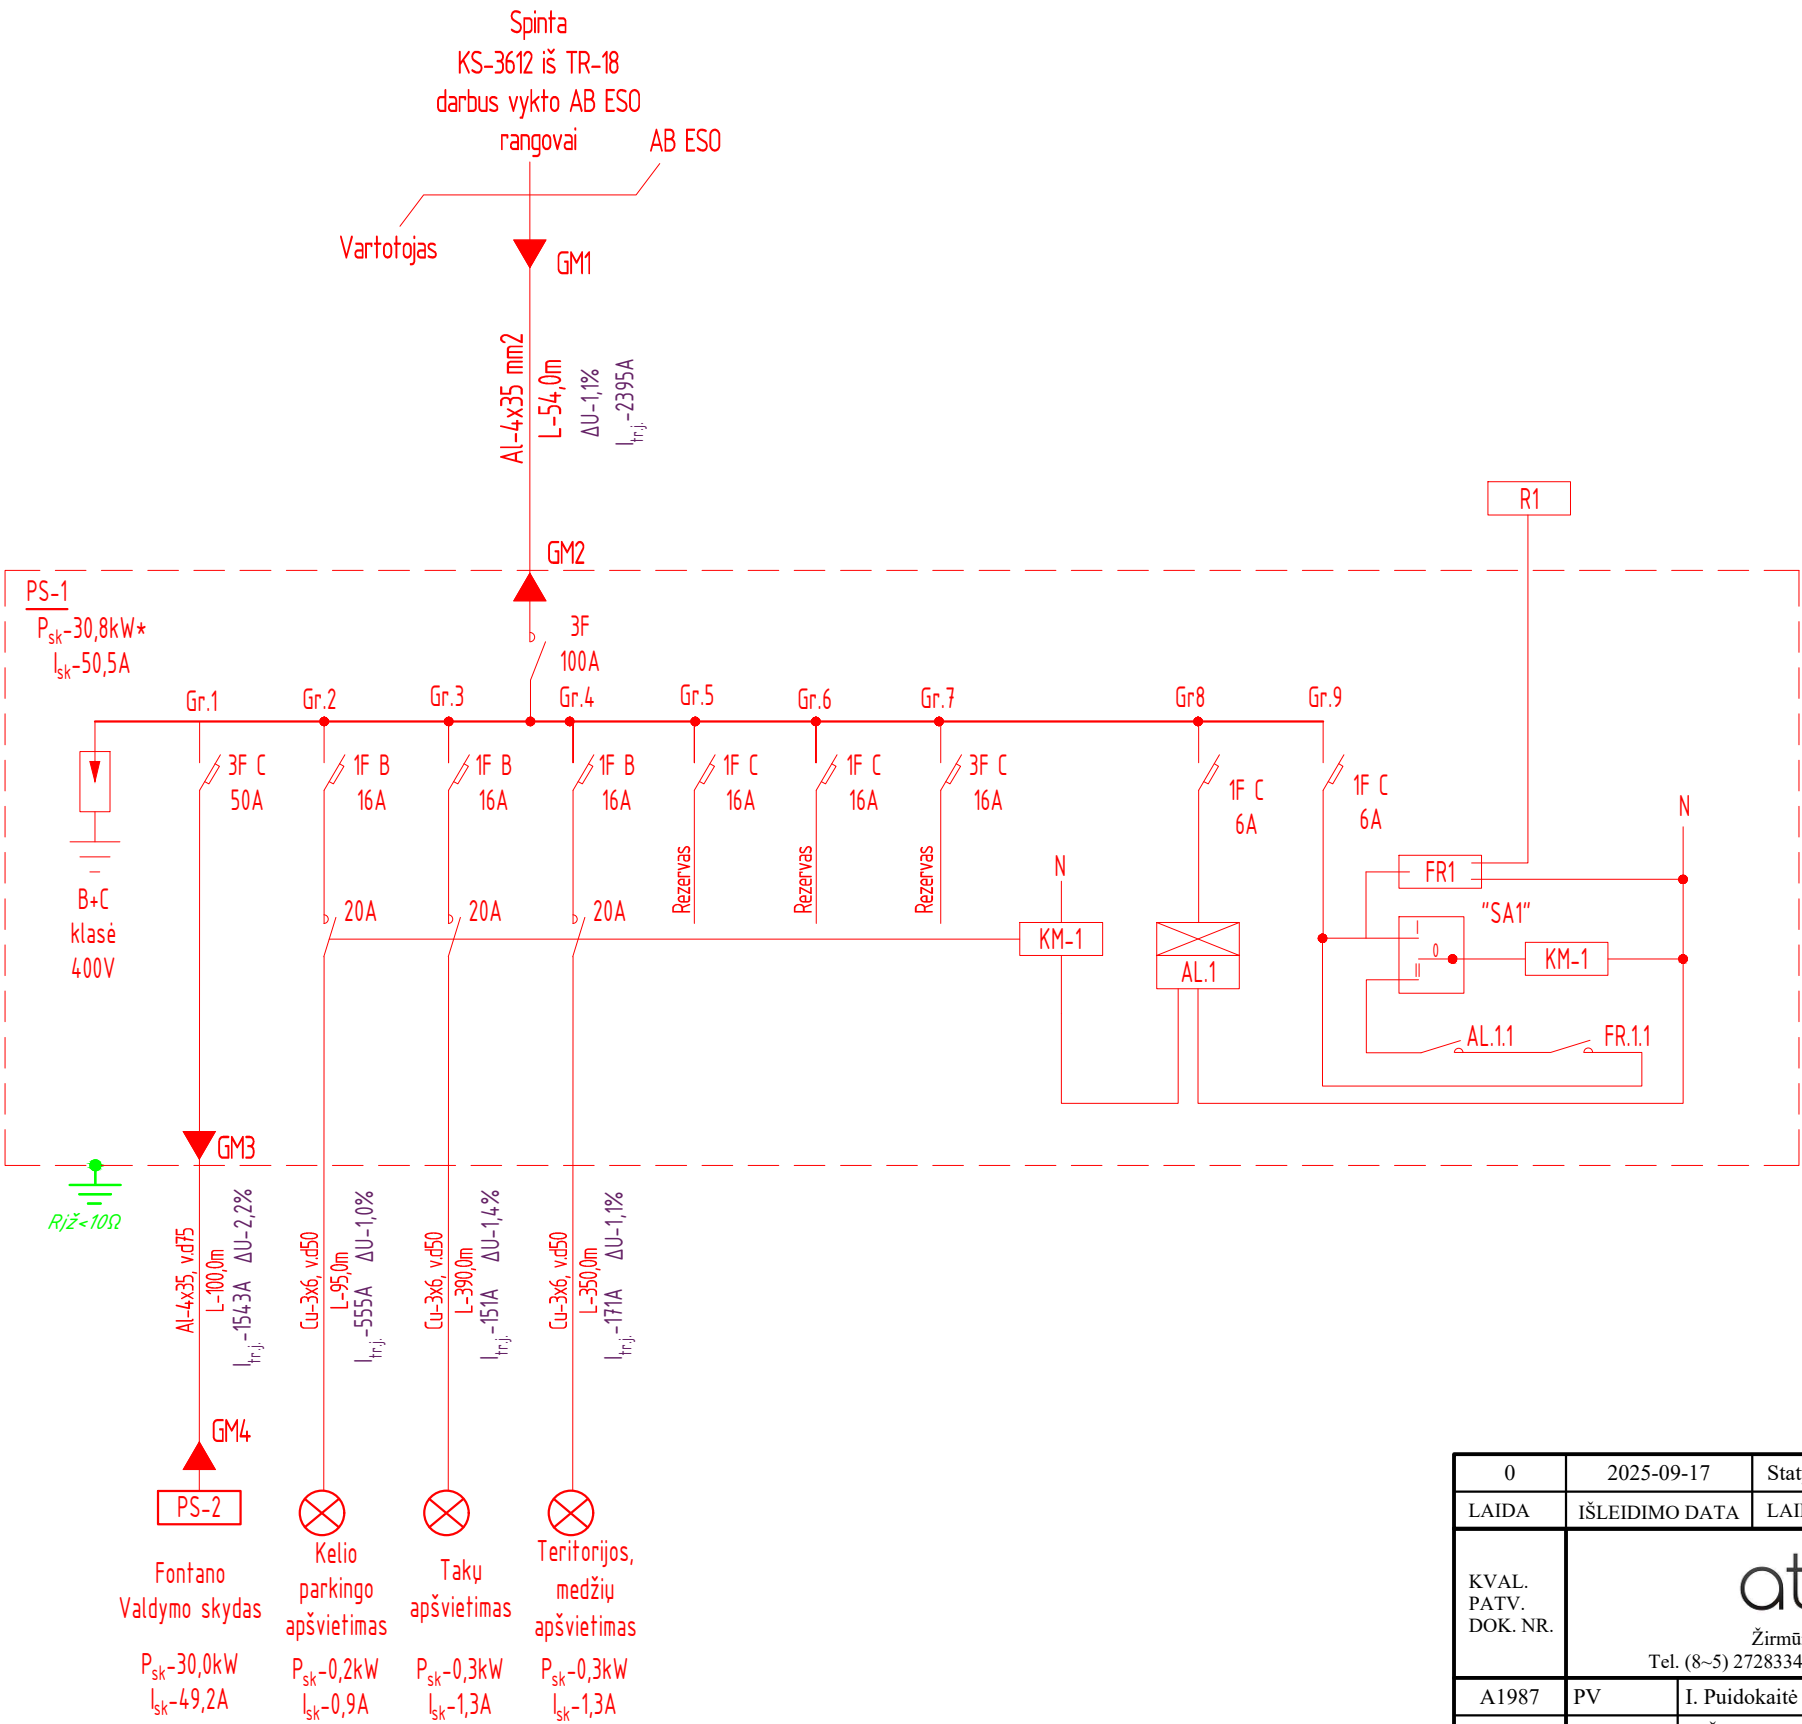 Spinta
KS-3612 iš TR-18
darbus vykto AB ESO
rangovai
AB ESO
Vartotojas
GM1
Al-4x35 mm2
L-54,0m
ΔU-1,1%
Itr.j.-2395A
R1
GM2
PS-1
Psk-30,8kW*
Isk-50,5A
3F
100A
Gr.1
Gr.2
Gr.3
Gr.4
Gr.5
Gr.6
Gr.7
Gr8
Gr.9
3F C
50A
1F B
16A
1F B
16A
1F B
16A
1F C
16A
1F C
16A
3F C
16A
1F C
6A
1F C
6A
N
Rezervas
Rezervas
Rezervas
B+C
klasė
400V
20A
20A
20A
N
KM-1
AL.1
FR1
"SA1"
I
0
II
KM-1
AL.1.1
FR.1.1
GM3
Rįž<10Ω
Al-4x35, v.d75
L-100,0m
Itr.j.-1543A ΔU-2,2%
Cu-3x6, v.d50
L-95,0m
Itr.j.-555A ΔU-1,0%
Cu-3x6, v.d50
L-390,0m
Itr.j.-151A ΔU-1,4%
Cu-3x6, v.d50
L-350,0m
Itr.j.-171A ΔU-1,1%
GM4
PS-2
Fontano
Valdymo skydas
Psk-30,0kW
Isk-49,2A
Kelio
parkingo
apšvietimas
Psk-0,2kW
Isk-0,9A
Takų
apšvietimas
Psk-0,3kW
Isk-1,3A
Teritorijos,
medžių
apšvietimas
Psk-0,3kW
Isk-1,3A
0 2025-09-17 Stat
LAIDA IŠLEIDIMO DATA LAI
KVAL.
PATV.
DOK. NR.
at
Žirmū
Tel. (8~5) 2728334
A1987 PV I. Puidokaitė